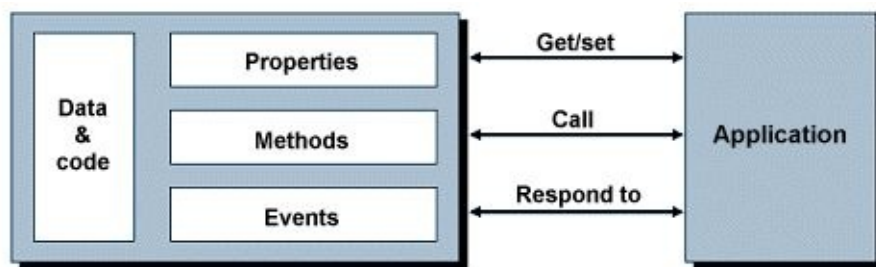 Data
&
code
Properties
Methods
Events
Get/set
Call
Respond to
Application